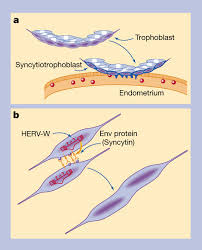 a
Trophoblast
Syncytiotrophoblast
Endometrium
b
HERV-W
Env protein
(Syncytin)